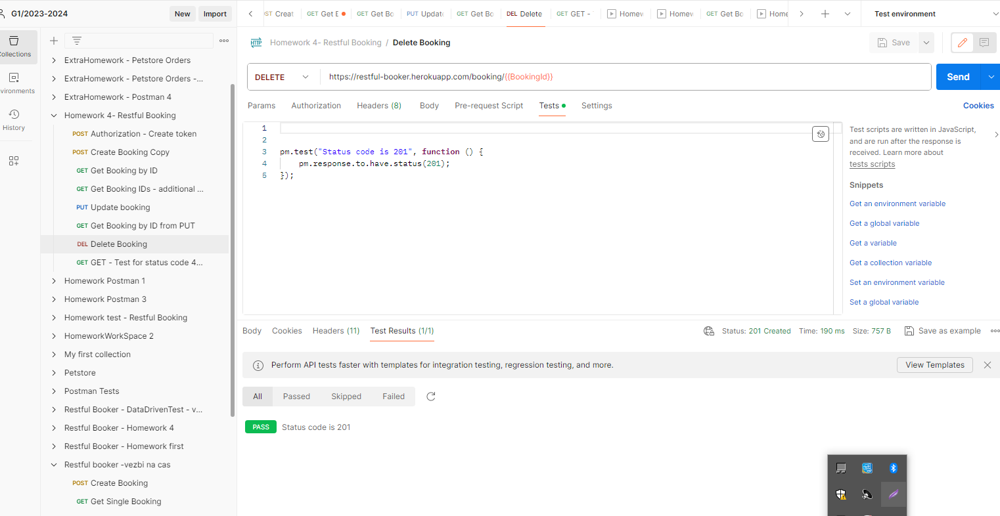 G1/2023-2024
New
Import
ollections
vironments
History
ExtraHomework - Petstore Orders
ExtraHomework - Petstore Orders -...
ExtraHomework - Postman 4
Homework 4- Restful Booking
POST Authorization - Create token
POST Create Booking Copy
GET Get Booking by ID
GET Get Booking IDs - additional ...
PUT Update booking
GET Get Booking by ID from PUT
DEL Delete Booking
GET GET - Test for status code 4...
Homework Postman 1
Homework Postman 3
Homework test - Restful Booking
HomeworkWorkSpace 2
My first collection
Petstore
Postman Tests
Restful Booker - DataDrivenTest - v...
Restful Booker - Homework 4
Restful Booker - Homework first
Restful booker -vezbi na cas
POST Create Booking
GET Get Single Booking
OST Creat
GET Get E
GET Get Bo
PUT Updat
GET Get Bo
DEL Delete
GET GET -
Homew
Homew
GET Get Bo
Home
Test environment
HTTP Homework 4- Restful Booking / Delete Booking
Save
DELETE https://restful-booker.herokuapp.com/booking/{{BookingId}}
Send
Params Authorization Headers (8) Body Pre-request Script Tests Settings Cookies
1
2
3 pm.test("Status code is 201", function () {
4 pm.response.to.have.status(201);
5 });
Test scripts are written in JavaScript,
and are run after the response is
received. Learn more about
tests scripts
Snippets
Get an environment variable
Get a global variable
Get a variable
Get a collection variable
Set an environment variable
Set a global variable
Body Cookies Headers (11) Test Results (1/1) Status: 201 Created Time: 190 ms Size: 757 B Save as example
Perform API tests faster with templates for integration testing, regression testing, and more.
View Templates
All Passed Skipped Failed
PASS Status code is 201